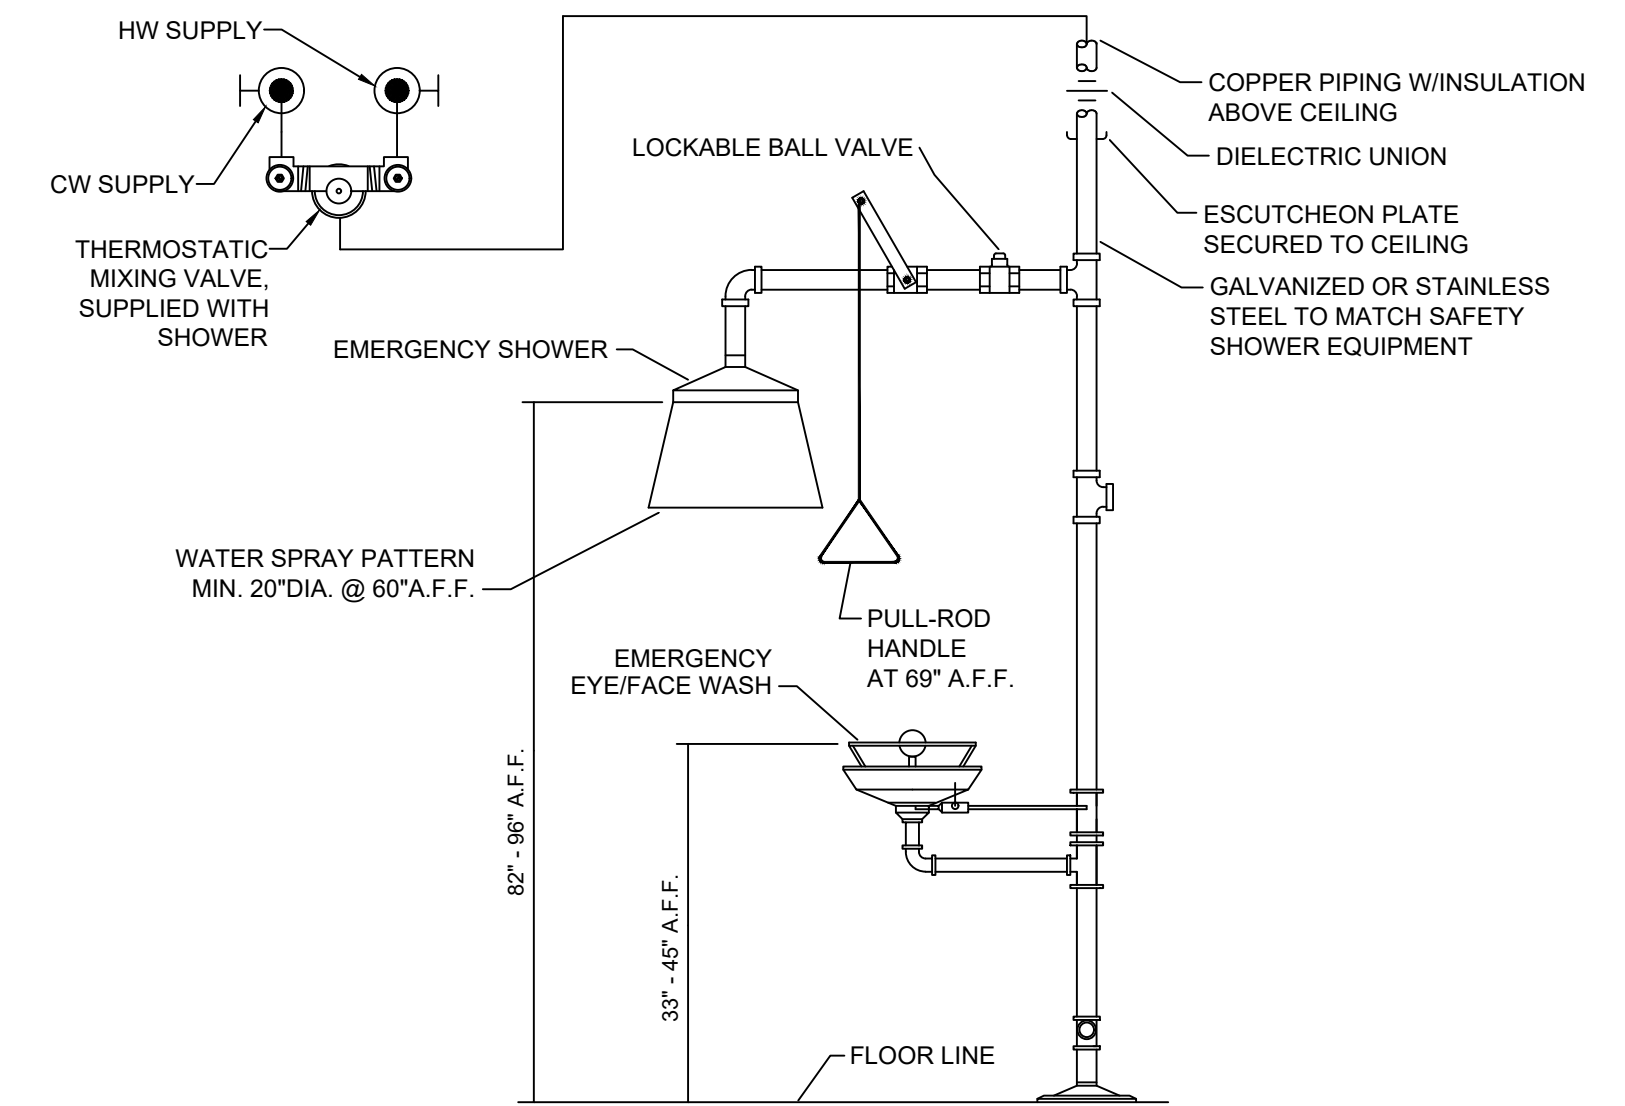 HW SUPPLY
CW SUPPLY
THERMOSTATIC
MIXING VALVE,
SUPPLIED WITH
SHOWER
COPPER PIPING W/INSULATION
ABOVE CEILING
DIELECTRIC UNION
LOCKABLE BALL VALVE
ESCUTCHEON PLATE
SECURED TO CEILING
GALVANIZED OR STAINLESS
STEEL TO MATCH SAFETY
SHOWER EQUIPMENT
EMERGENCY SHOWER
WATER SPRAY PATTERN
MIN. 20"DIA. @ 60"A.F.F.
PULL-ROD
HANDLE
AT 69" A.F.F.
EMERGENCY
EYE/FACE WASH
82" - 96" A.F.F.
33" - 45" A.F.F.
FLOOR LINE